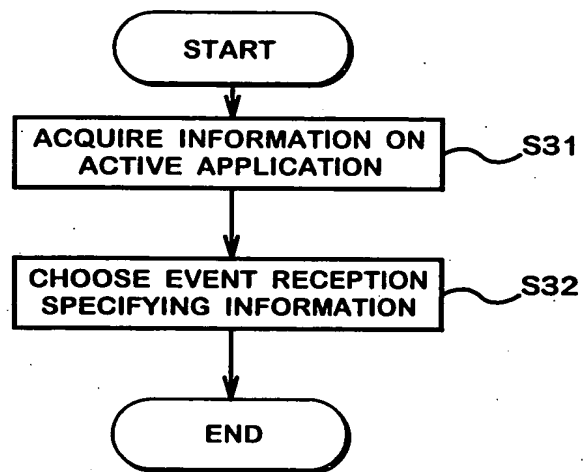 START
ACQUIRE INFORMATION ON
ACTIVE APPLICATION
S31
CHOOSE EVENT RECEPTION
SPECIFYING INFORMATION
S32
END